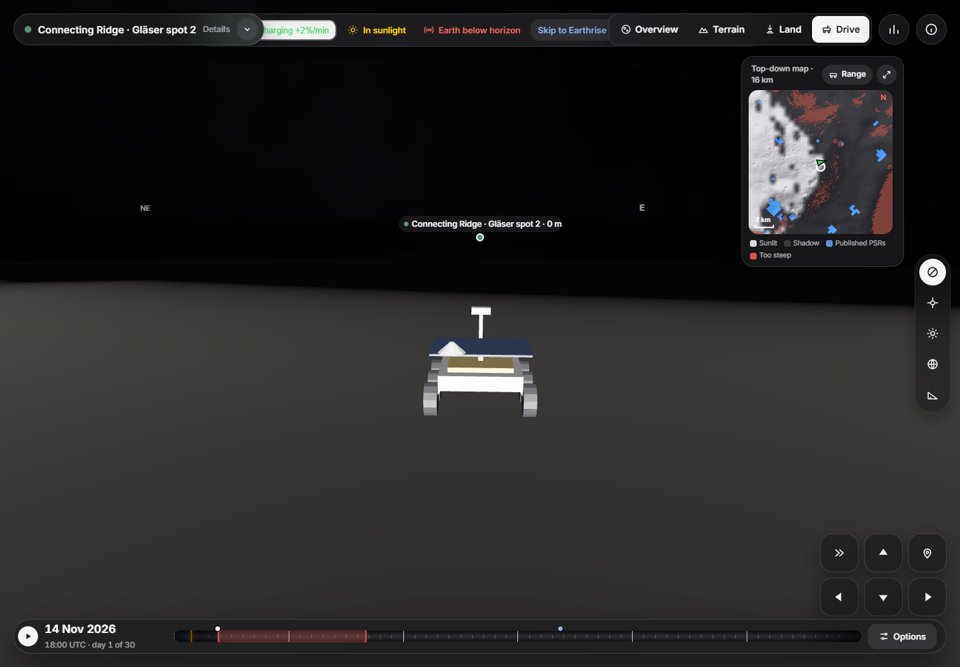 Connecting Ridge · Gläser spot 2 Details
harging +2%/min
In sunlight
Earth below horizon
Skip to Earthrise
Overview
Terrain
Land
Drive
Top-down map ·
16 km
Range
N
2 km
Sunlit
Shadow
Published PSRs
Too steep
NE
E
Connecting Ridge · Gläser spot 2 · 0 m
14 Nov 2026
18:00 UTC · day 1 of 30
Options